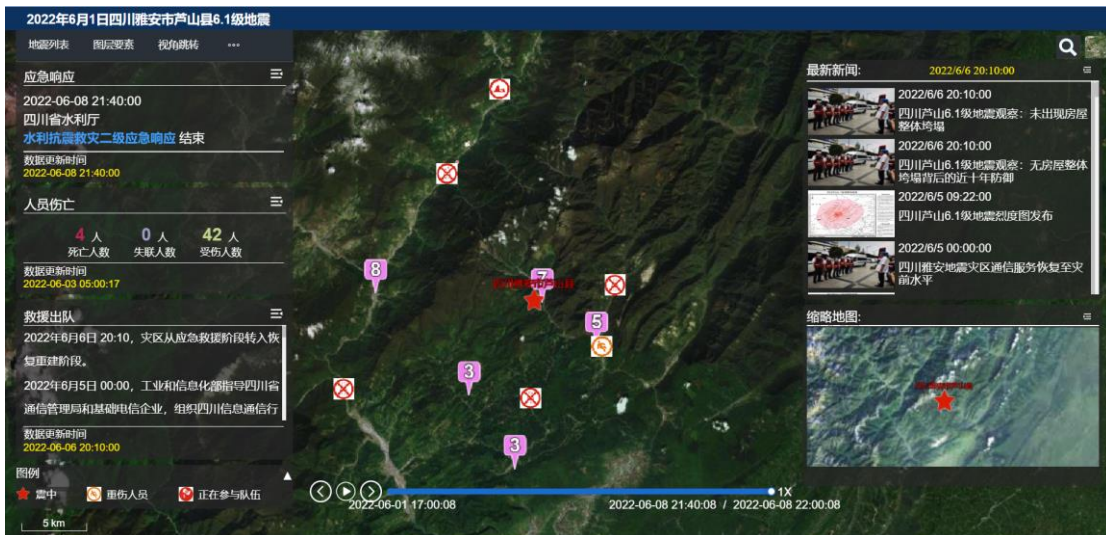 2022年6月1日四川雅安市芦山县6.1级地震
地震列表 图层要素 视角跳转 •••
应急响应
2022-06-08 21:40:00
四川省水利厅
水利抗震救灾二级应急响应 结束
数据更新时间
2022-06-08 21:40:00
人员伤亡
4 人 0 人 42 人
死亡人数 失联人数 受伤人数
数据更新时间
2022-06-03 05:00:17
救援出队
2022年6月6日 20:10，灾区从应急救援阶段转入恢
复重建阶段。
2022年6月5日 00:00，工业和信息化部指导四川省
通信管理局和基础电信企业，组织四川信息通信行
数据更新时间
2022-06-06 20:10:00
图例
震中 重伤人员 正在参与队伍
5 km
8
7
5
3
3
2022-06-01 17:00:08
1X
2022-06-08 21:40:08 / 2022-06-08 22:00:08
最新新闻: 2022/6/6 20:10:00
2022/6/6 20:10:00
四川芦山6.1级地震观察：未出现房屋
整体垮塌
2022/6/6 20:10:00
四川芦山6.1级地震观察：无房屋整体
垮塌背后的近十年防御
2022/6/5 09:22:00
四川芦山6.1级地震烈度图发布
2022/6/5 00:00:00
四川雅安地震灾区通信服务恢复至灾
前水平
缩略地图: